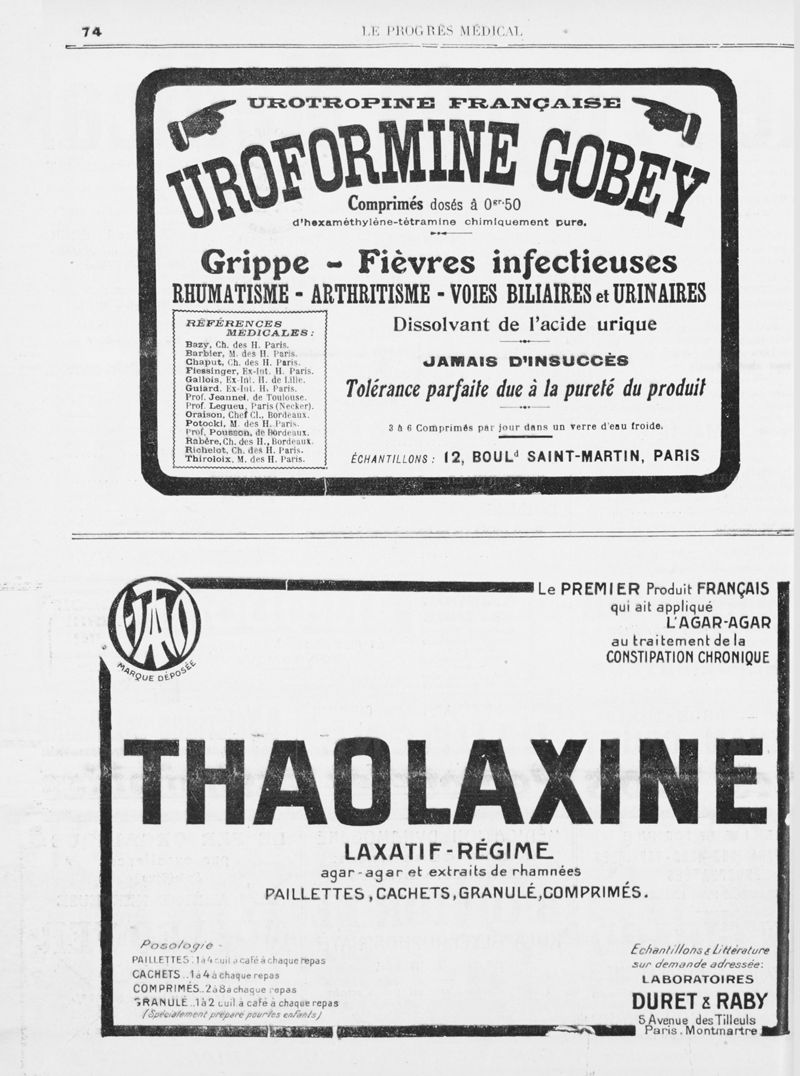 74
LE PROGRÈS MÉDICAL
UROTROPINE FRANÇAISE
UROFORMINE GOBEY
Comprimés dosés à 0gr.50
d'hexaméthylène-tétramine chimiquement pure.
Grippe - Fièvres infectieuses
RHUMATISME - ARTHRITISME - VOIES BILIAIRES et URINAIRES
RÉFÉRENCES
MÉDICALES :
Bazy, Ch. des H. Paris.
Barbier, M. des H. Paris.
Chaput, Ch. des H. Paris.
Flessinger, Ex-Int. H. Paris.
Gallois, Ex-Int. H. de Lille.
Guiard, Ex-Int. H. Paris.
Prof. Jeannel, de Toulouse.
Prof. Legueu, Paris (Necker).
Oraison, Chef Cl., Bordeaux.
Potocki, M. des H. Paris.
Prof. Pousson, de Bordeaux.
Rabère, Ch. des H., Bordeaux.
Richelot, Ch. des H. Paris.
Thiroloix, M. des H. Paris.
Dissolvant de l'acide urique
JAMAIS D'INSUCCÈS
Tolérance parfaite due à la pureté du produit
3 à 6 Comprimés par jour dans un verre d'eau froide.
ÉCHANTILLONS : 12, BOULd SAINT-MARTIN, PARIS
THAO
MARQUE DÉPOSÉE
Le PREMIER Produit FRANÇAIS
qui ait appliqué
L'AGAR-AGAR
au traitement de la
CONSTIPATION CHRONIQUE
THAOLAXINE
LAXATIF-RÉGIME
agar-agar et extraits de rhamnées
PAILLETTES, CACHETS, GRANULÉ, COMPRIMÉS.
Posologie -
PAILLETTES. 1 à 4 cuil. à café à chaque repas
CACHETS.. 1 à 4 à chaque repas
COMPRIMÉS..2 à 8 à chaque repas
GRANULÉ..1 à 2 cuil. à café à chaque repas
(Spécialement préparé pour les enfants)
Echantillons & Littérature
sur demande adressée:
LABORATOIRES
DURET & RABY
5 Avenue des Tilleuls
Paris. Montmartre